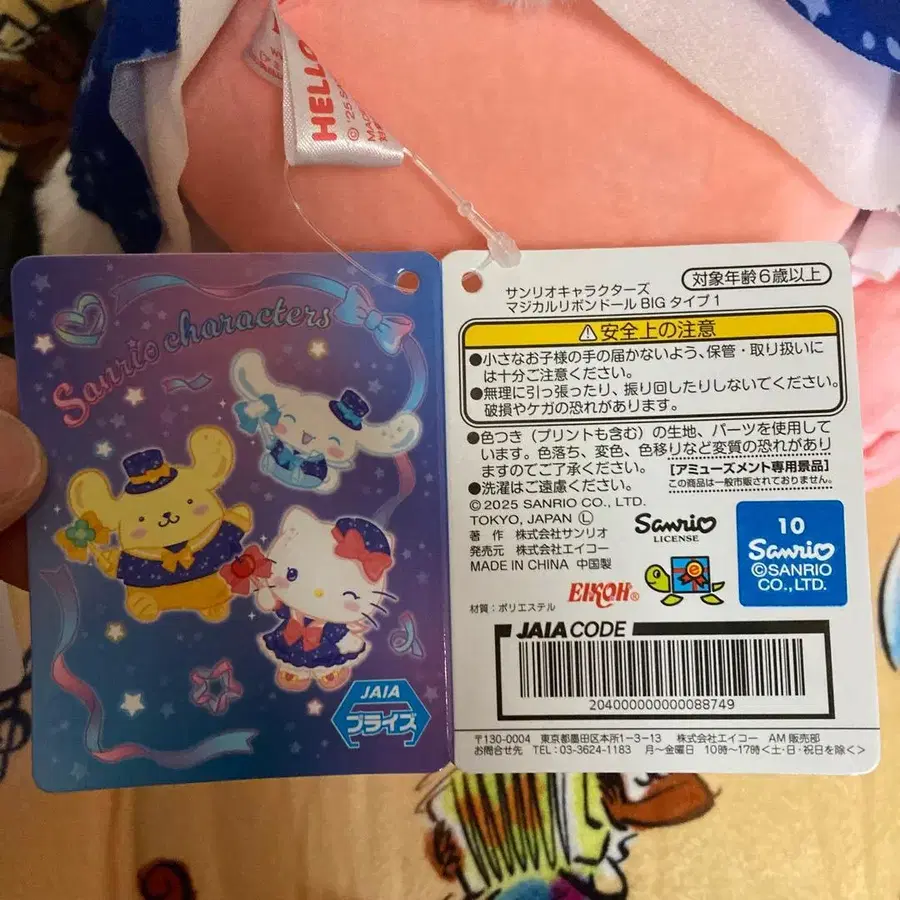 HELLO
© '25 S
MAD
Sanrio characters
JAIA
プライズ
サンリオキャラクターズ
マジカルリボンドール BIG タイプ1
対象年齢6歳以上
⚠安全上の注意
●小さなお子様の手の届かないよう、保管・取り扱いに
は十分ご注意ください。
●無理に引っ張ったり、振り回したりしないでください。
破損やケガの恐れがあります。
●色つき（プリントも含む）の生地、パーツを使用して
います。色落ち、変色、色移りなど変質の恐れがあり
ますのでご了承ください。
●洗濯はご遠慮ください。
[アミューズメント専用景品]
この商品は一般市販されておりません。
©2025 SANRIO CO., LTD.
TOKYO, JAPAN Ⓛ
著 作 株式会社サンリオ
発売元 株式会社エイコー
MADE IN CHINA 中国製
Sanrio
LICENSE
10
Sanrio
©SANRIO
CO., LTD.
EIKOH®
e
材質：ポリエステル
JAIA CODE
204000000000088749
〒130-0004 東京都墨田区本所1-3-13 株式会社エイコー AM販売部
お問合せ先 TEL：03-3624-1183 月～金曜日 10時～17時＜土・日・祝日を除く＞